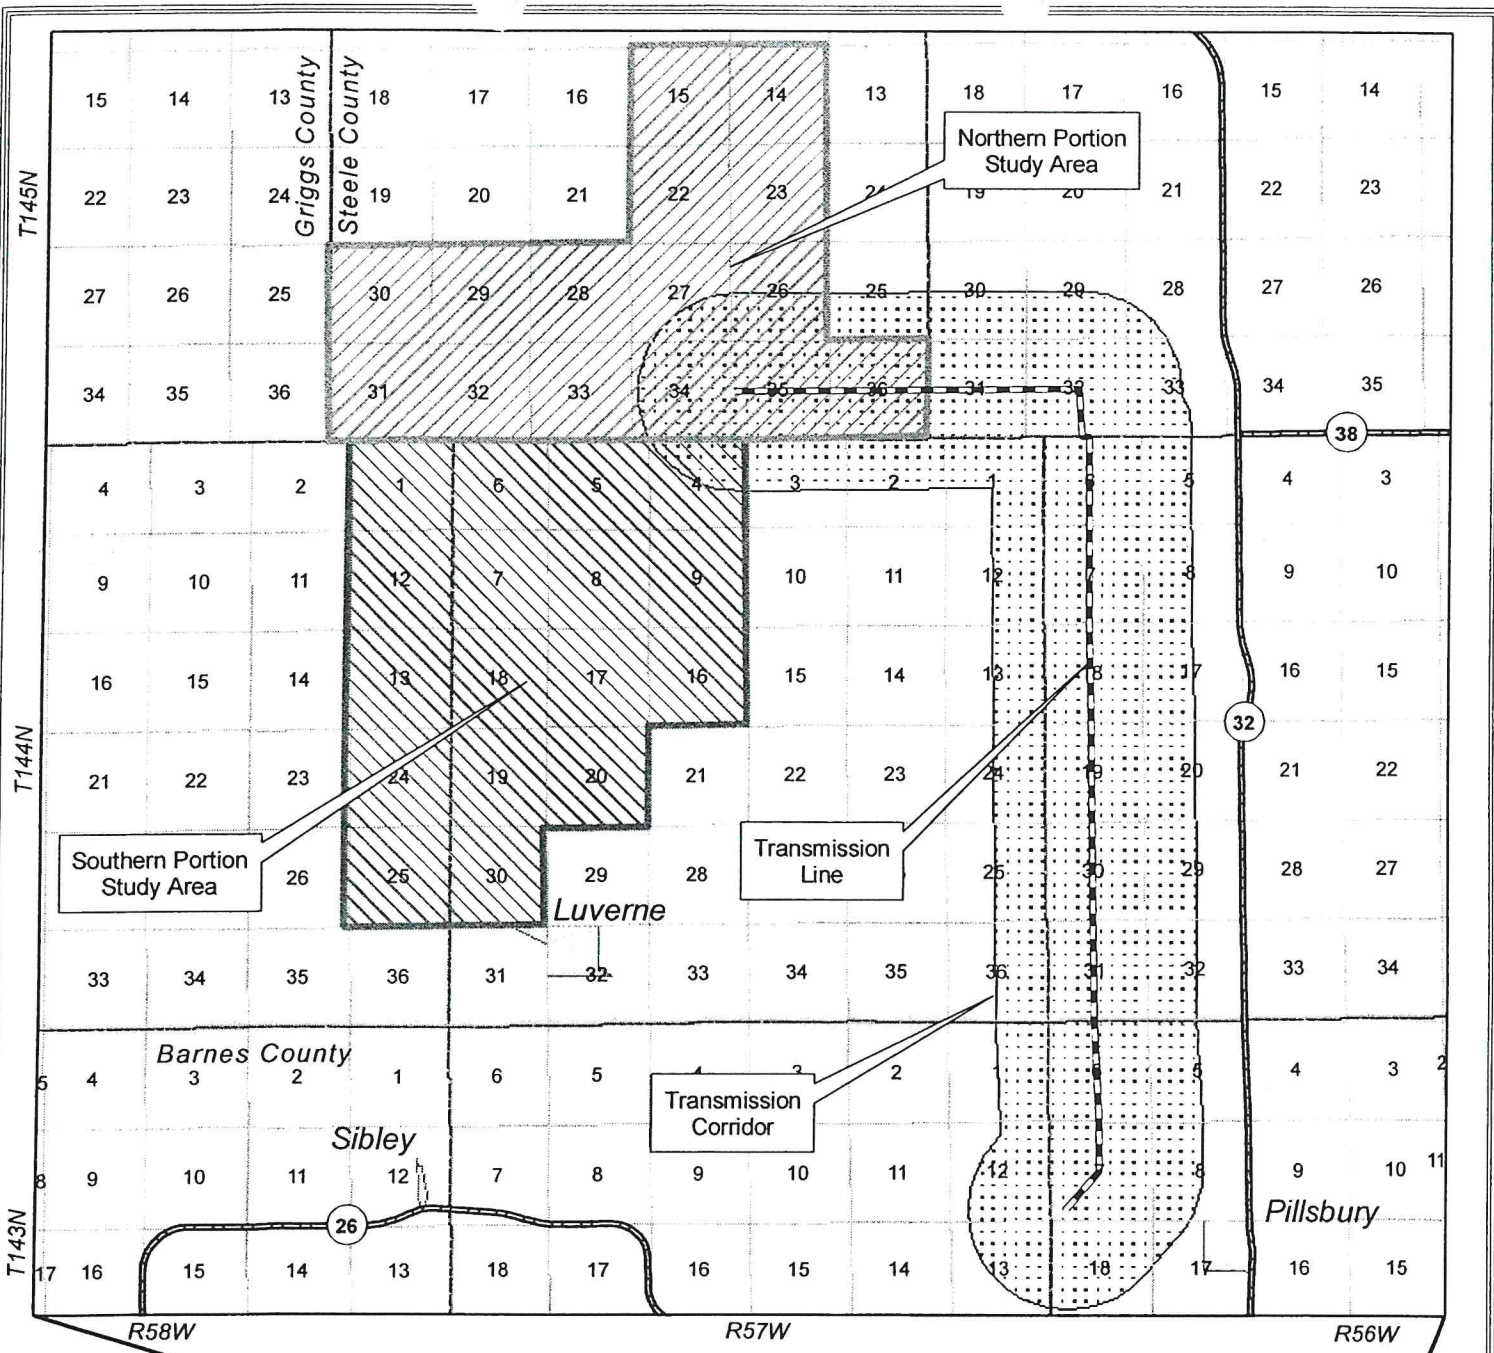 15 14 13 18 17 16 15 14 13 18 17 16 15 14
Griggs County
Steele County
Northern Portion
Study Area
T145N
22 23 24 19 20 21 22 23 24 19 20 21 22 23
27 26 25 30 29 28 27 26 25 30 29 28 27 26
34 35 36 31 32 33 34 35 36 31 32 33 34 35
38
4 3 2 1 6 5 4 3 2 1 6 5 4 3
9 10 11 12 7 8 9 10 11 12 7 8 9 10
16 15 14 13 18 17 16 15 14 13 18 17 16 15
32
T144N
21 22 23 24 19 20 21 22 23 24 19 20 21 22
Southern Portion
Study Area
Transmission
Line
26 25 30 29 28 25 30 29 28 27
Luverne
33 34 35 36 31 32 33 34 35 36 31 32 33 34
Barnes County
5 4 3 2 1 6 5 4 3 2 5 4 3 2
Transmission
Corridor
Sibley
8 9 10 11 12 7 8 9 10 11 12 8 9 10 11
Pillsbury
26
T143N
17 16 15 14 13 18 17 16 15 14 13 18 17 16 15
R58W
R57W
R56W